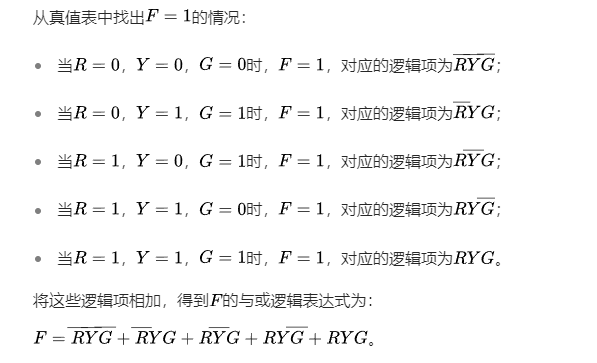 从真值表中找出$F=1$的情况：
• 当$R=0$，$Y=0$，$G=0$时，$F=1$，对应的逻辑项为$\overline{RYG}$；
• 当$R=0$，$Y=1$，$G=1$时，$F=1$，对应的逻辑项为$\overline{R}YG$；
• 当$R=1$，$Y=0$，$G=1$时，$F=1$，对应的逻辑项为$R\overline{Y}G$；
• 当$R=1$，$Y=1$，$G=0$时，$F=1$，对应的逻辑项为$RY\overline{G}$；
• 当$R=1$，$Y=1$，$G=1$时，$F=1$，对应的逻辑项为$RYG$。
将这些逻辑项相加，得到$F$的与或逻辑表达式为：
$F=\overline{RYG}+\overline{R}YG+R\overline{Y}G+RY\overline{G}+RYG$。